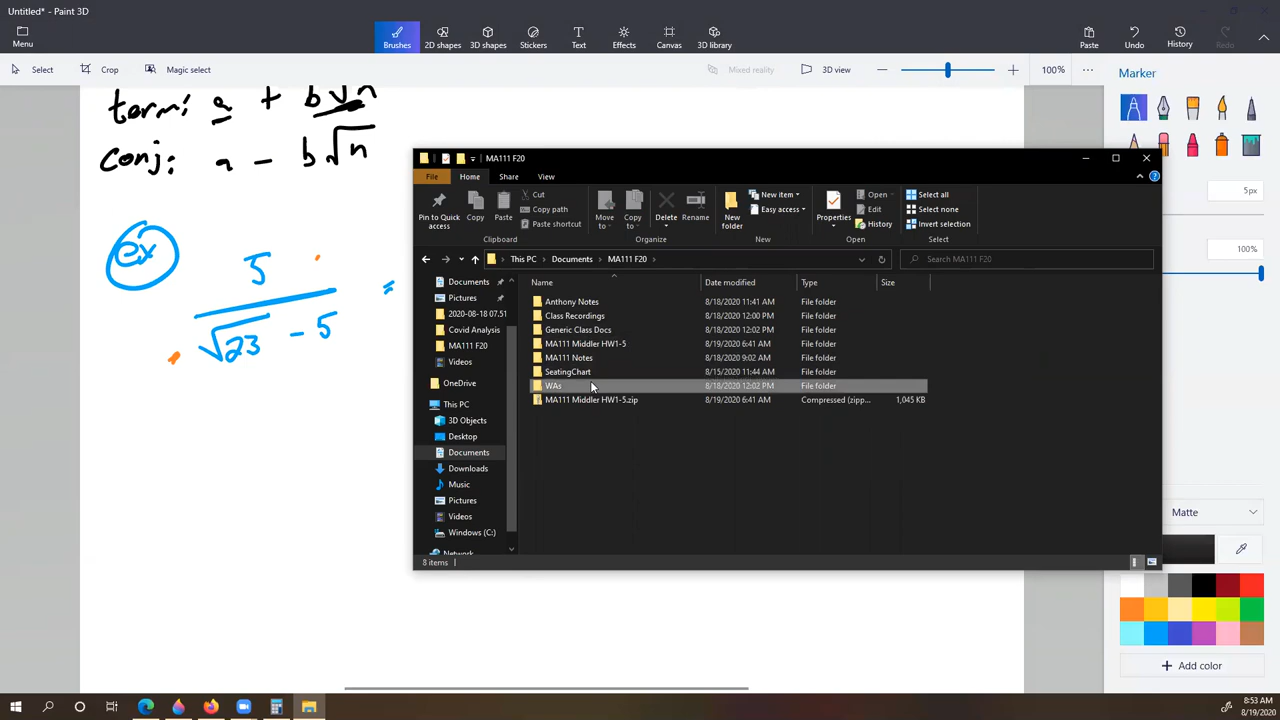 Untitled* - Paint 3D
Menu
Brushes
2D shapes
3D shapes
Stickers
Text
Effects
Canvas
3D library
Paste
Undo
History
Redo
Select
Crop
Magic select
Mixed reality
3D view
100%
Marker
5px
100%
Matte
Add color
term: a + b√n
conj: a - b√n
ex
5
=
√23 - 5
MA111 F20
File
Home
Share
View
Pin to Quick access
Copy
Paste
Cut
Copy path
Paste shortcut
Clipboard
Move to
Copy to
Delete
Rename
Organize
New folder
New item
Easy access
New
Properties
Open
Edit
History
Open
Select all
Select none
Invert selection
Select
This PC > Documents > MA111 F20 >
Search MA111 F20
Documents
Pictures
2020-08-18 07.51
Covid Analysis
MA111 F20
Videos
OneDrive
This PC
3D Objects
Desktop
Documents
Downloads
Music
Pictures
Videos
Windows (C:)
Network
Name Date modified Type Size
Anthony Notes 8/18/2020 11:41 AM File folder
Class Recordings 8/18/2020 12:00 PM File folder
Generic Class Docs 8/18/2020 12:02 PM File folder
MA111 Middler HW1-5 8/19/2020 6:41 AM File folder
MA111 Notes 8/18/2020 9:02 AM File folder
SeatingChart 8/15/2020 11:44 AM File folder
WAs 8/18/2020 12:02 PM File folder
MA111 Middler HW1-5.zip 8/19/2020 6:41 AM Compressed (zipp... 1,045 KB
8 items
8:53 AM
8/19/2020